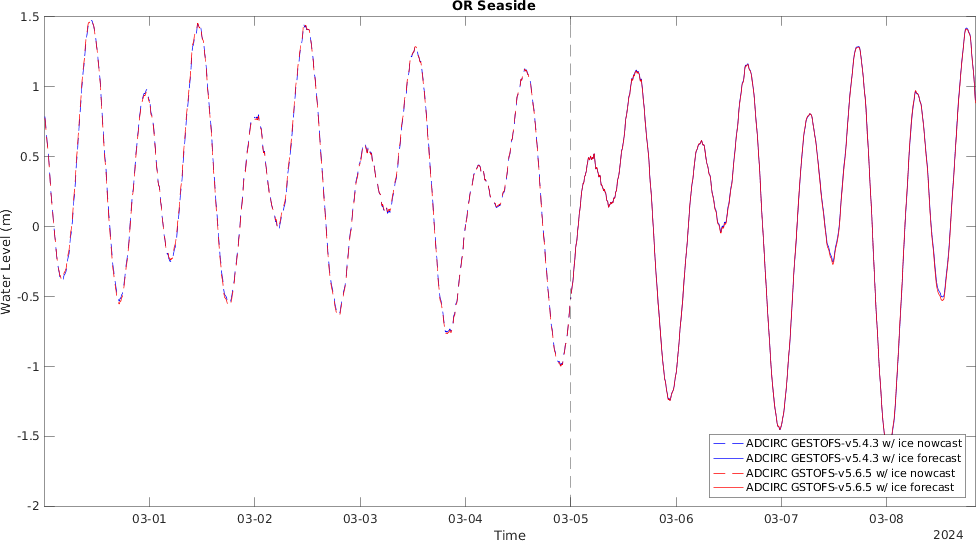 OR Seaside
1.5
1
0.5
0
-0.5
-1
-1.5
-2
Water Level (m)
03-01 03-02 03-03 03-04 03-05 03-06 03-07 03-08
Time
2024
ADCIRC GESTOFS-v5.4.3 w/ ice nowcast
ADCIRC GESTOFS-v5.4.3 w/ ice forecast
ADCIRC GSTOFS-v5.6.5 w/ ice nowcast
ADCIRC GSTOFS-v5.6.5 w/ ice forecast